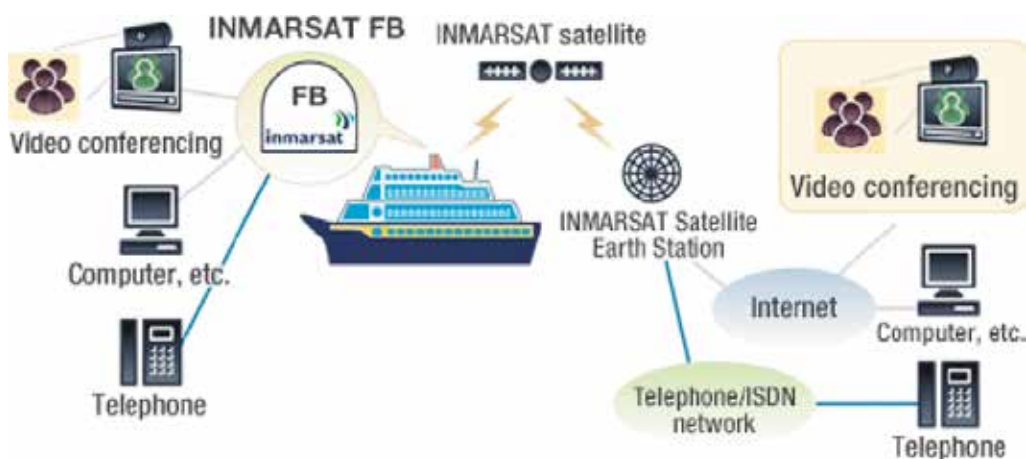 INMARSAT FB
INMARSAT satellite
FB
inmarsat
Video conferencing
Video conferencing
INMARSAT Satellite
Earth Station
Computer, etc.
Internet
Computer, etc.
Telephone
Telephone/ISDN
network
Telephone